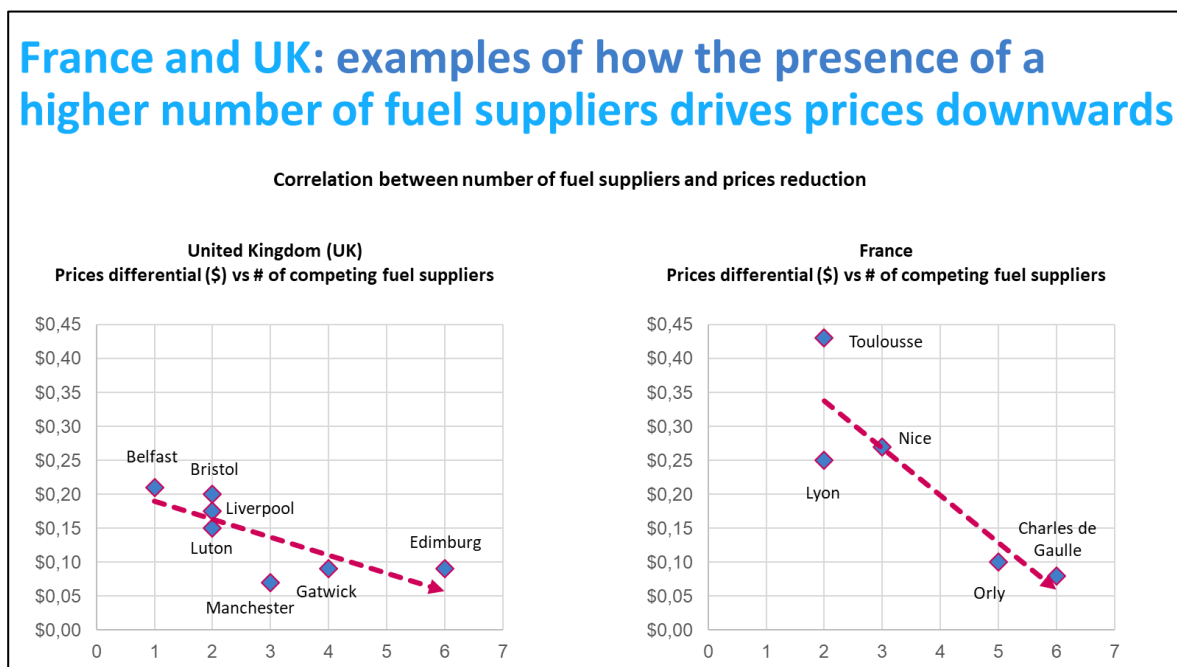 France and UK: examples of how the presence of a
higher number of fuel suppliers drives prices downwards
Correlation between number of fuel suppliers and prices reduction
United Kingdom (UK)
Prices differential ($) vs # of competing fuel suppliers
$0,45
$0,40
$0,35
$0,30
$0,25
$0,20
$0,15
$0,10
$0,05
$0,00
Belfast
Bristol
Liverpool
Luton
Edimburg
Manchester
Gatwick
0 1 2 3 4 5 6 7
France
Prices differential ($) vs # of competing fuel suppliers
$0,45
$0,40
$0,35
$0,30
$0,25
$0,20
$0,15
$0,10
$0,05
$0,00
Toulousse
Nice
Lyon
Charles de
Gaulle
Orly
0 1 2 3 4 5 6 7